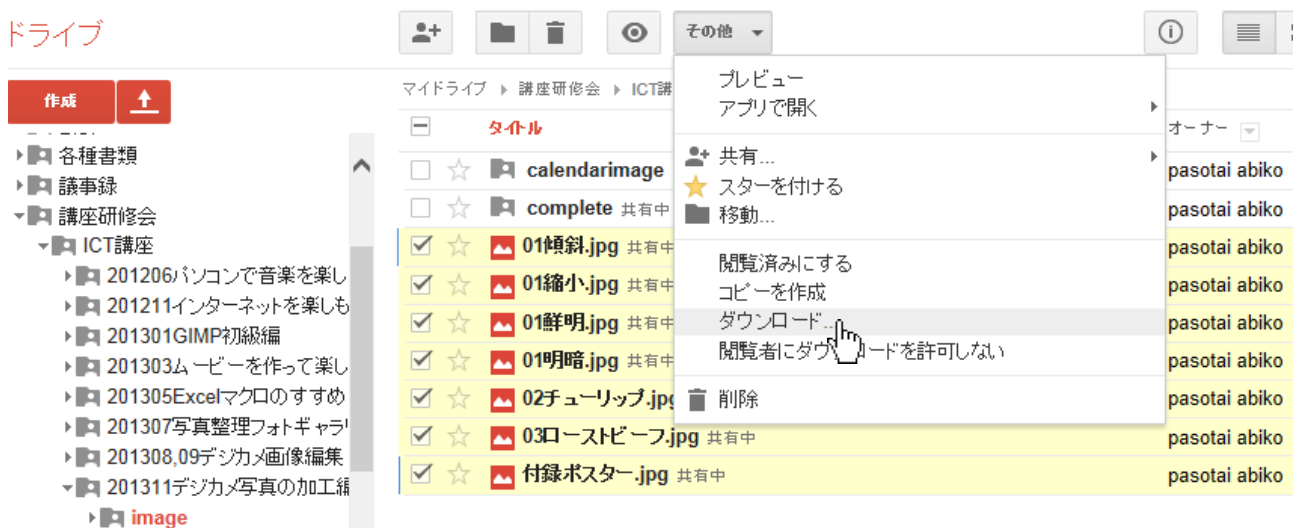 ドライブ
その他
作成
各種書類
議事録
講座研修会
ICT講座
201206パソコンで音楽を楽し
201211インターネットを楽しも
201301GIMP初級編
201303ムービーを作って楽し
201305Excelマクロのすすめ
201307写真整理フォトギャラリ
201308,09デジカメ画像編集
201311デジカメ写真の加工編
image
マイドライブ 講座研修会 ICT講
タイトル
オーナー
calendarimage
pasotai abiko
complete 共有中
pasotai abiko
01傾斜.jpg 共有中
pasotai abiko
01縮小.jpg 共有中
pasotai abiko
01鮮明.jpg 共有中
pasotai abiko
01明暗.jpg 共有中
pasotai abiko
02チューリップ.jpg
pasotai abiko
03ローストビーフ.jpg 共有中
pasotai abiko
付録ポスター.jpg 共有中
pasotai abiko
プレビュー
アプリで開く
共有...
スターを付ける
移動...
閲覧済みにする
コピーを作成
ダウンロード...
閲覧者にダウンロードを許可しない
削除